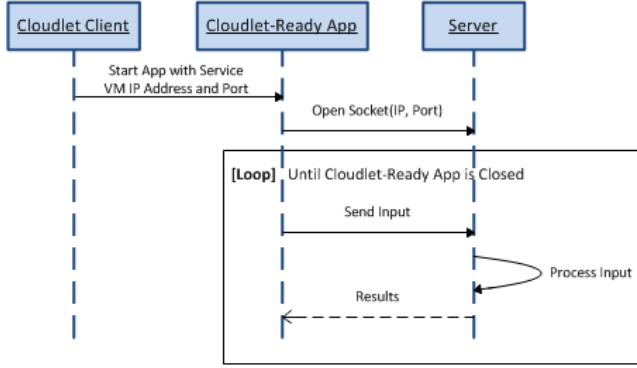 Cloudlet Client
Cloudlet-Ready App
Server
Start App with Service
VM IP Address and Port
Open Socket(IP, Port)
[Loop] Until Cloudlet-Ready App is Closed
Send Input
Process Input
Results